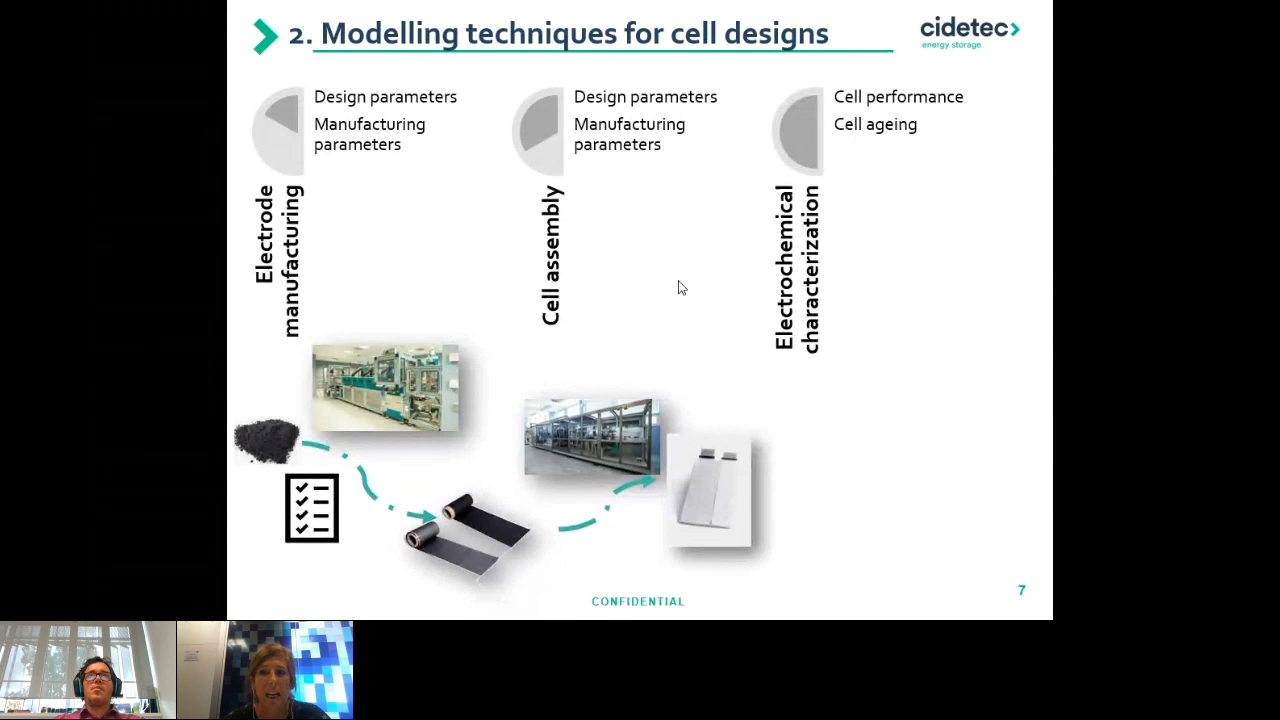 2. Modelling techniques for cell designs
cidetec
energy storage
Design parameters
Manufacturing
parameters
Electrode
manufacturing
Design parameters
Manufacturing
parameters
Cell assembly
Cell performance
Cell ageing
Electrochemical
characterization
CONFIDENTIAL
7